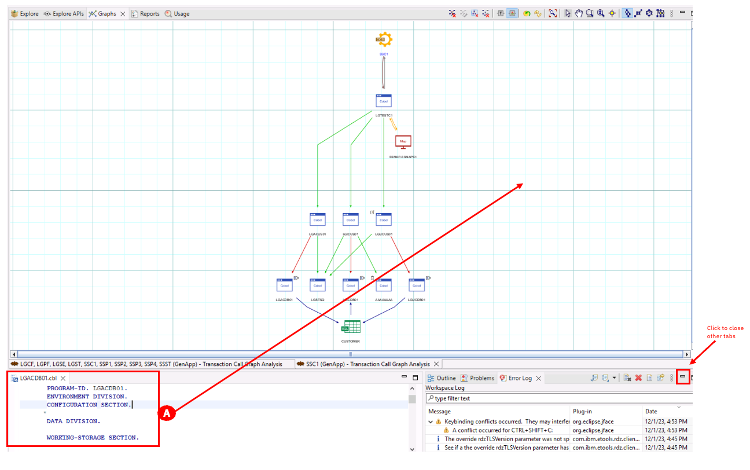 Explore Explore APIs Graphs Reports Usage
Click to close
other tabs
LGCF, LGPF, LGSE, LGST, SSC1, SSP1, SSP2, SSP3, SSP4, SSST (GenApp) - Transaction Call Graph Analysis SSC1 (GenApp) - Transaction Call Graph Analysis
LGACDB01.cbl
PROGRAM-ID. LGACDB01.
ENVIRONMENT DIVISION.
CONFIGURATION SECTION.
DATA DIVISION.
WORKING-STORAGE SECTION.
A
Outline Problems Error Log
Workspace Log
type filter text
Message Plug-in Date
Keybinding conflicts occurred. They may interfer org.eclipse.jface 12/1/23, 4:53 PM
A conflict occurred for CTRL+SHIFT+C: org.eclipse.jface 12/1/23, 4:53 PM
The override rdzTLSVersion parameter was not sp com.ibm.etools.rdz.clien... 12/1/23, 4:45 PM
See if a the override rdzTLSVersion parameter has com.ibm.etools.rdz.clien... 12/1/23, 4:45 PM